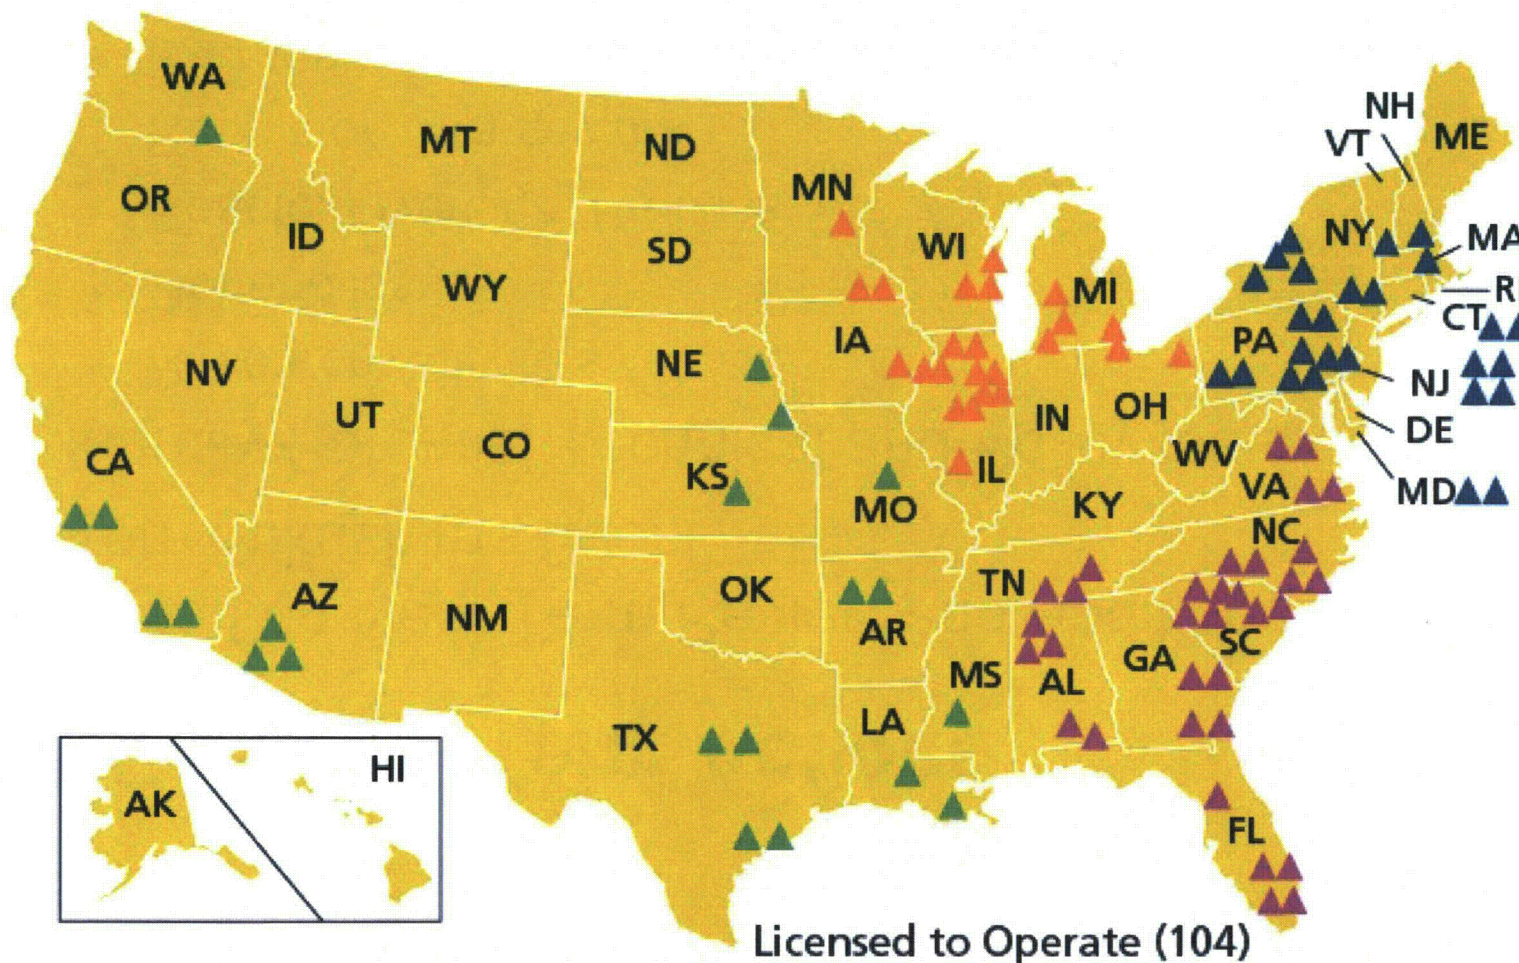 WA
MT
ND
MN
NH
VT
ME
OR
ID
SD
WI
NY
MA
WY
MI
R
CT
NV
NE
IA
PA
NJ
UT
CO
IN
OH
DE
CA
KS
IL
WV
MO
KY
VA
MD
NC
AZ
NM
OK
TN
AR
SC
MS
AL
GA
TX
LA
HI
AK
FL
Licensed to Operate (104)